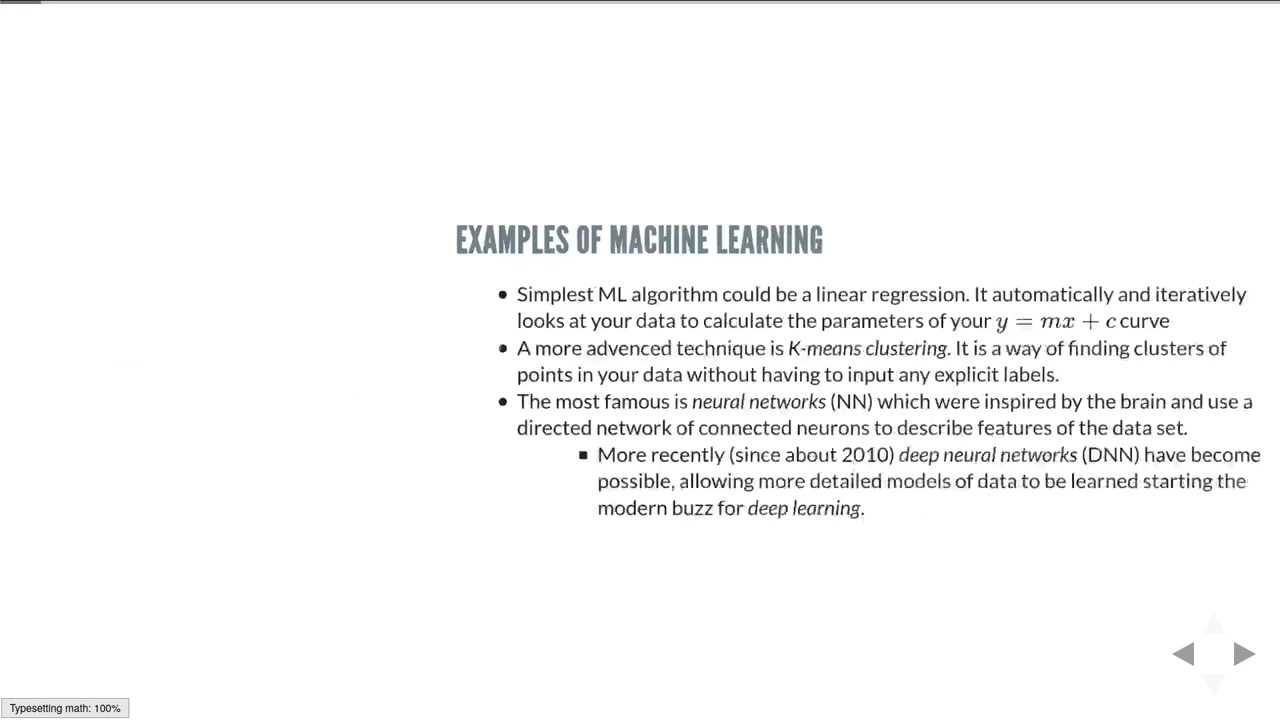 EXAMPLES OF MACHINE LEARNING
• Simplest ML algorithm could be a linear regression. It automatically and iteratively
looks at your data to calculate the parameters of your y = mx + c curve
• A more advenced technique is K-means clustering. It is a way of finding clusters of
points in your data without having to input any explicit labels.
• The most famous is neural networks (NN) which were inspired by the brain and use a
directed network of connected neurons to describe features of the data set.
▪ More recently (since about 2010) deep neural networks (DNN) have become
possible, allowing more detailed models of data to be learned starting the
modern buzz for deep learning.
Typesetting math: 100%